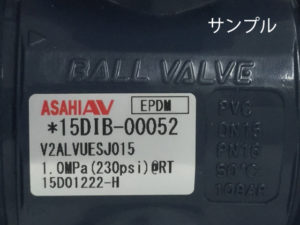 サンプル
BALL VALVE
ASAHI AV EPDM
*15DIB-00052
V2ALVUESJ015
1.0MPa(230psi)@RT
15D01222-H
PVC
DN15
PN16